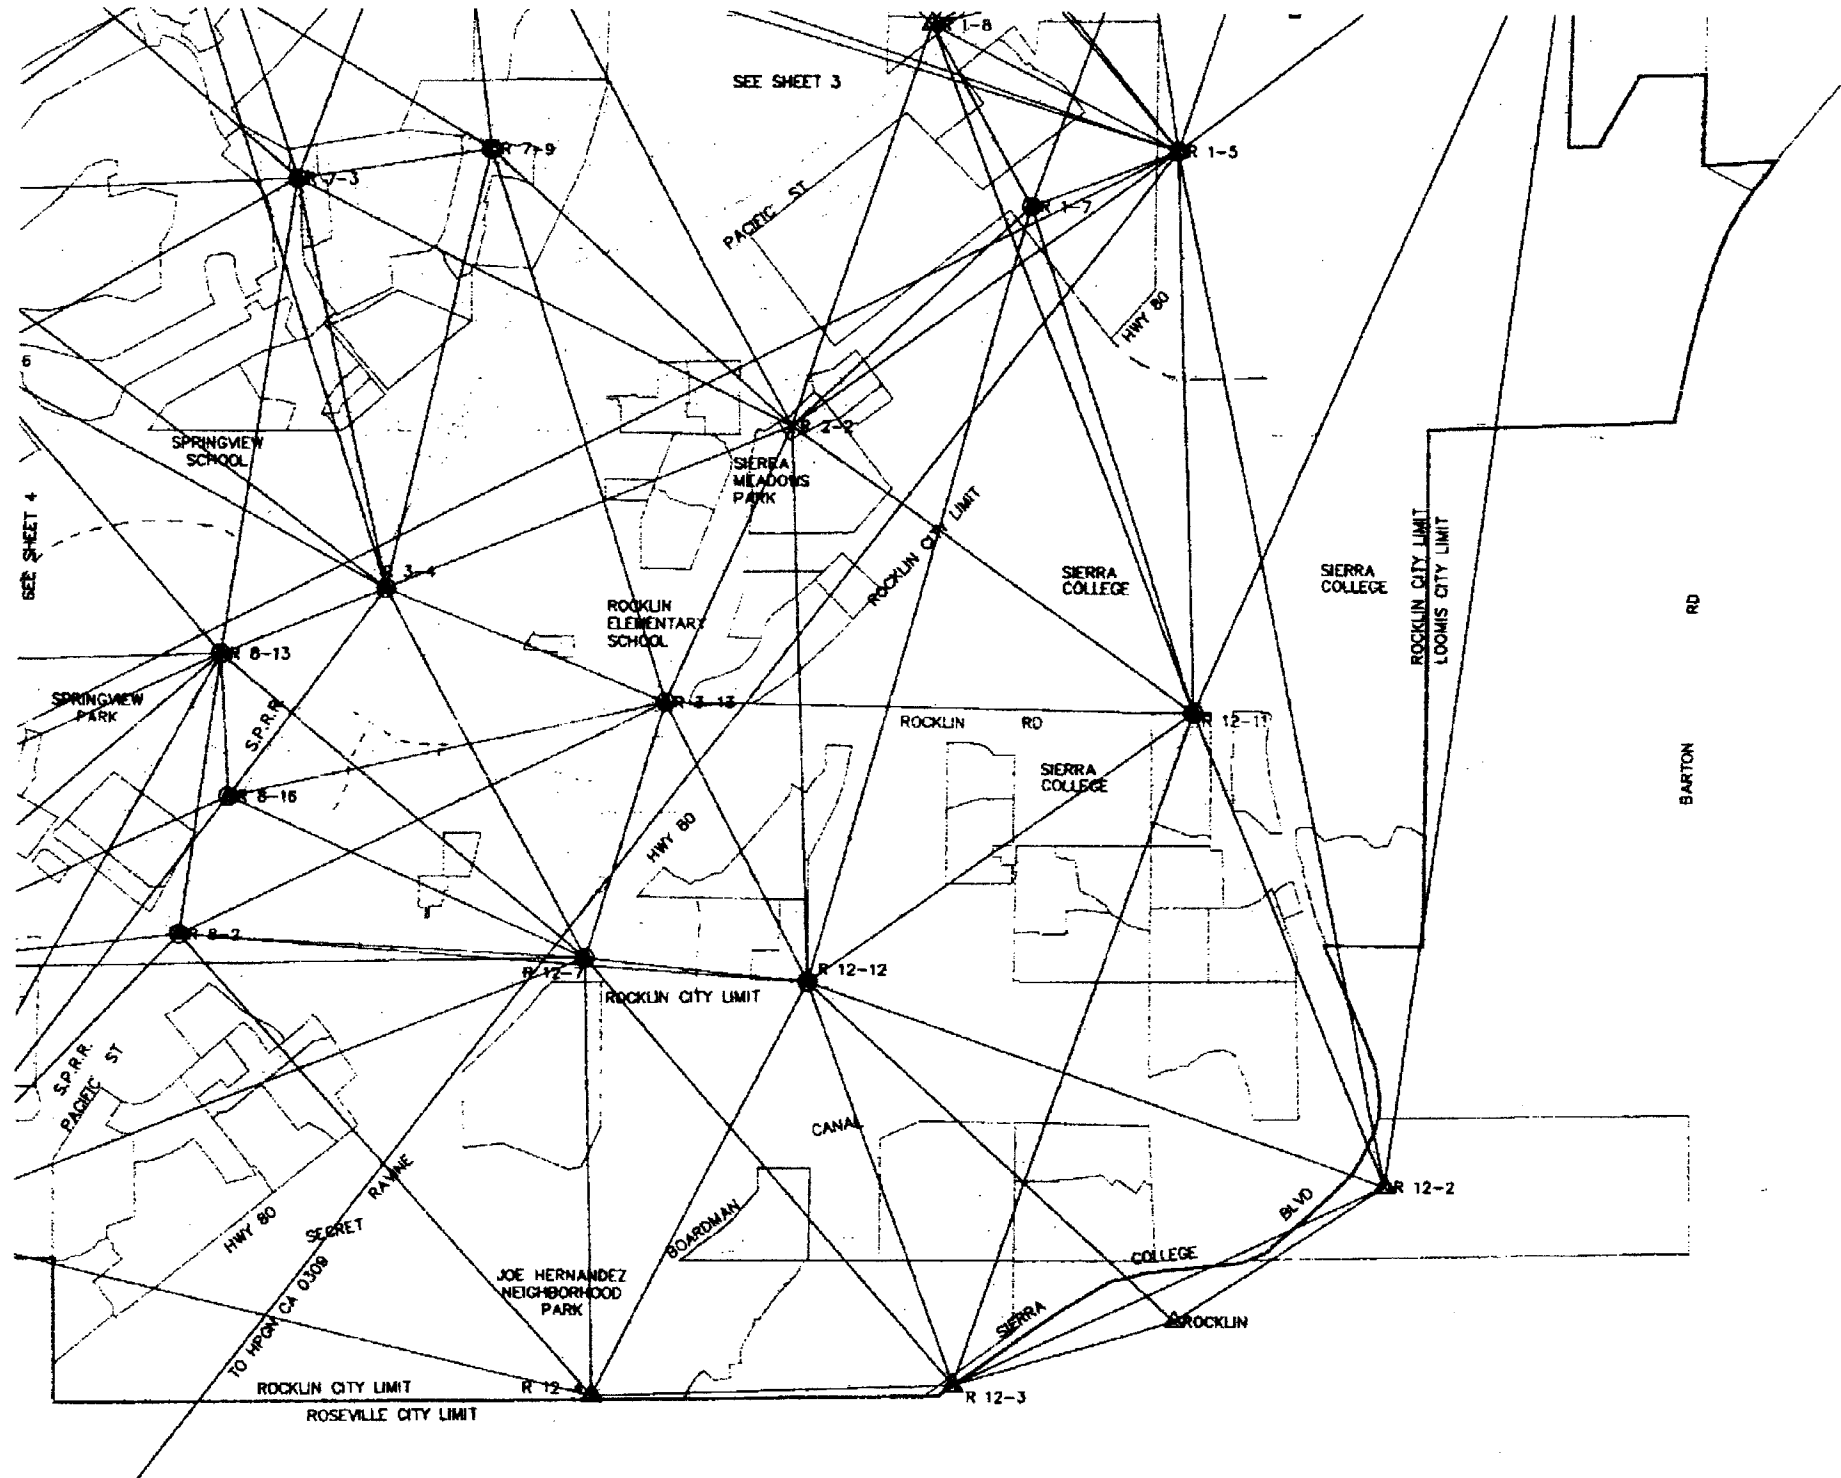 R 1-8
SEE SHEET 3
R 7-9
R 7-3
R 1-5
R 1-7
PACIFIC ST
HWY 80
6
SPRINGVIEW
SCHOOL
R 2-2
SIERRA
MEADOWS
PARK
SEE SHEET 4
ROCKLIN CITY LIMIT
ROCKLIN CITY LIMIT
LOOMIS CITY LIMIT
R 3-4
SIERRA
COLLEGE
SIERRA
COLLEGE
RD
BARTON
ROCKLIN
ELEMENTARY
SCHOOL
R 8-13
SPRINGVIEW
PARK
S.P.R.R.
R 3-13
ROCKLIN RD
R 12-11
SIERRA
COLLEGE
R 8-16
HWY 80
R 8-2
R 12-7
R 12-12
ROCKLIN CITY LIMIT
S.P.R.R.
PACIFIC ST
CANAL
BOARDMAN
SECRET RAVINE
HWY 80
R 12-2
SIERRA COLLEGE BLVD
JOE HERNANDEZ
NEIGHBORHOOD
PARK
TO HPGN CA 0309
ROCKLIN
ROCKLIN CITY LIMIT
ROSEVILLE CITY LIMIT
R 12
R 12-3